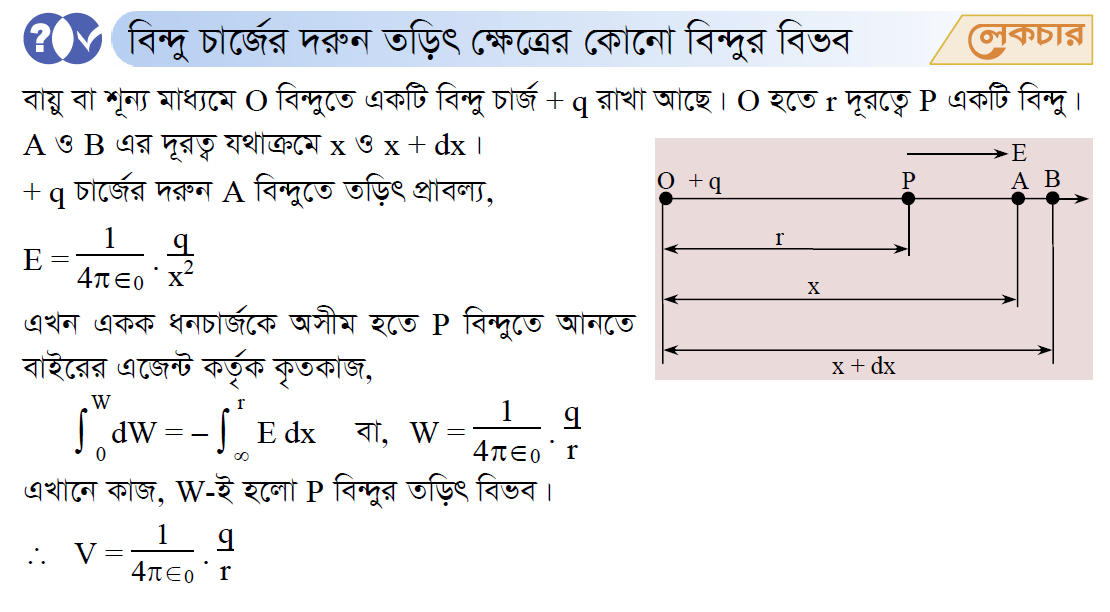 বিন্দু চার্জের দরুন তড়িৎ ক্ষেত্রের কোনো বিন্দুর বিভব
লেকচার
বায়ু বা শূন্য মাধ্যমে O বিন্দুতে একটি বিন্দু চার্জ + q রাখা আছে। O হতে r দূরত্বে P একটি বিন্দু।
A ও B এর দূরত্ব যথাক্রমে x ও x + dx।
+ q চার্জের দরুন A বিন্দুতে তড়িৎ প্রাবল্য,
E = 1/4π∈₀ . q/x²
এখন একক ধনচার্জকে অসীম হতে P বিন্দুতে আনতে
বাইরের এজেন্ট কর্তৃক কৃতকাজ,
∫₀ᵂ dW = – ∫∞ʳ E dx বা, W = 1/4π∈₀ . q/r
এখানে কাজ, W-ই হলো P বিন্দুর তড়িৎ বিভব।
∴ V = 1/4π∈₀ . q/r
E
O + q P A B
r
x
x + dx